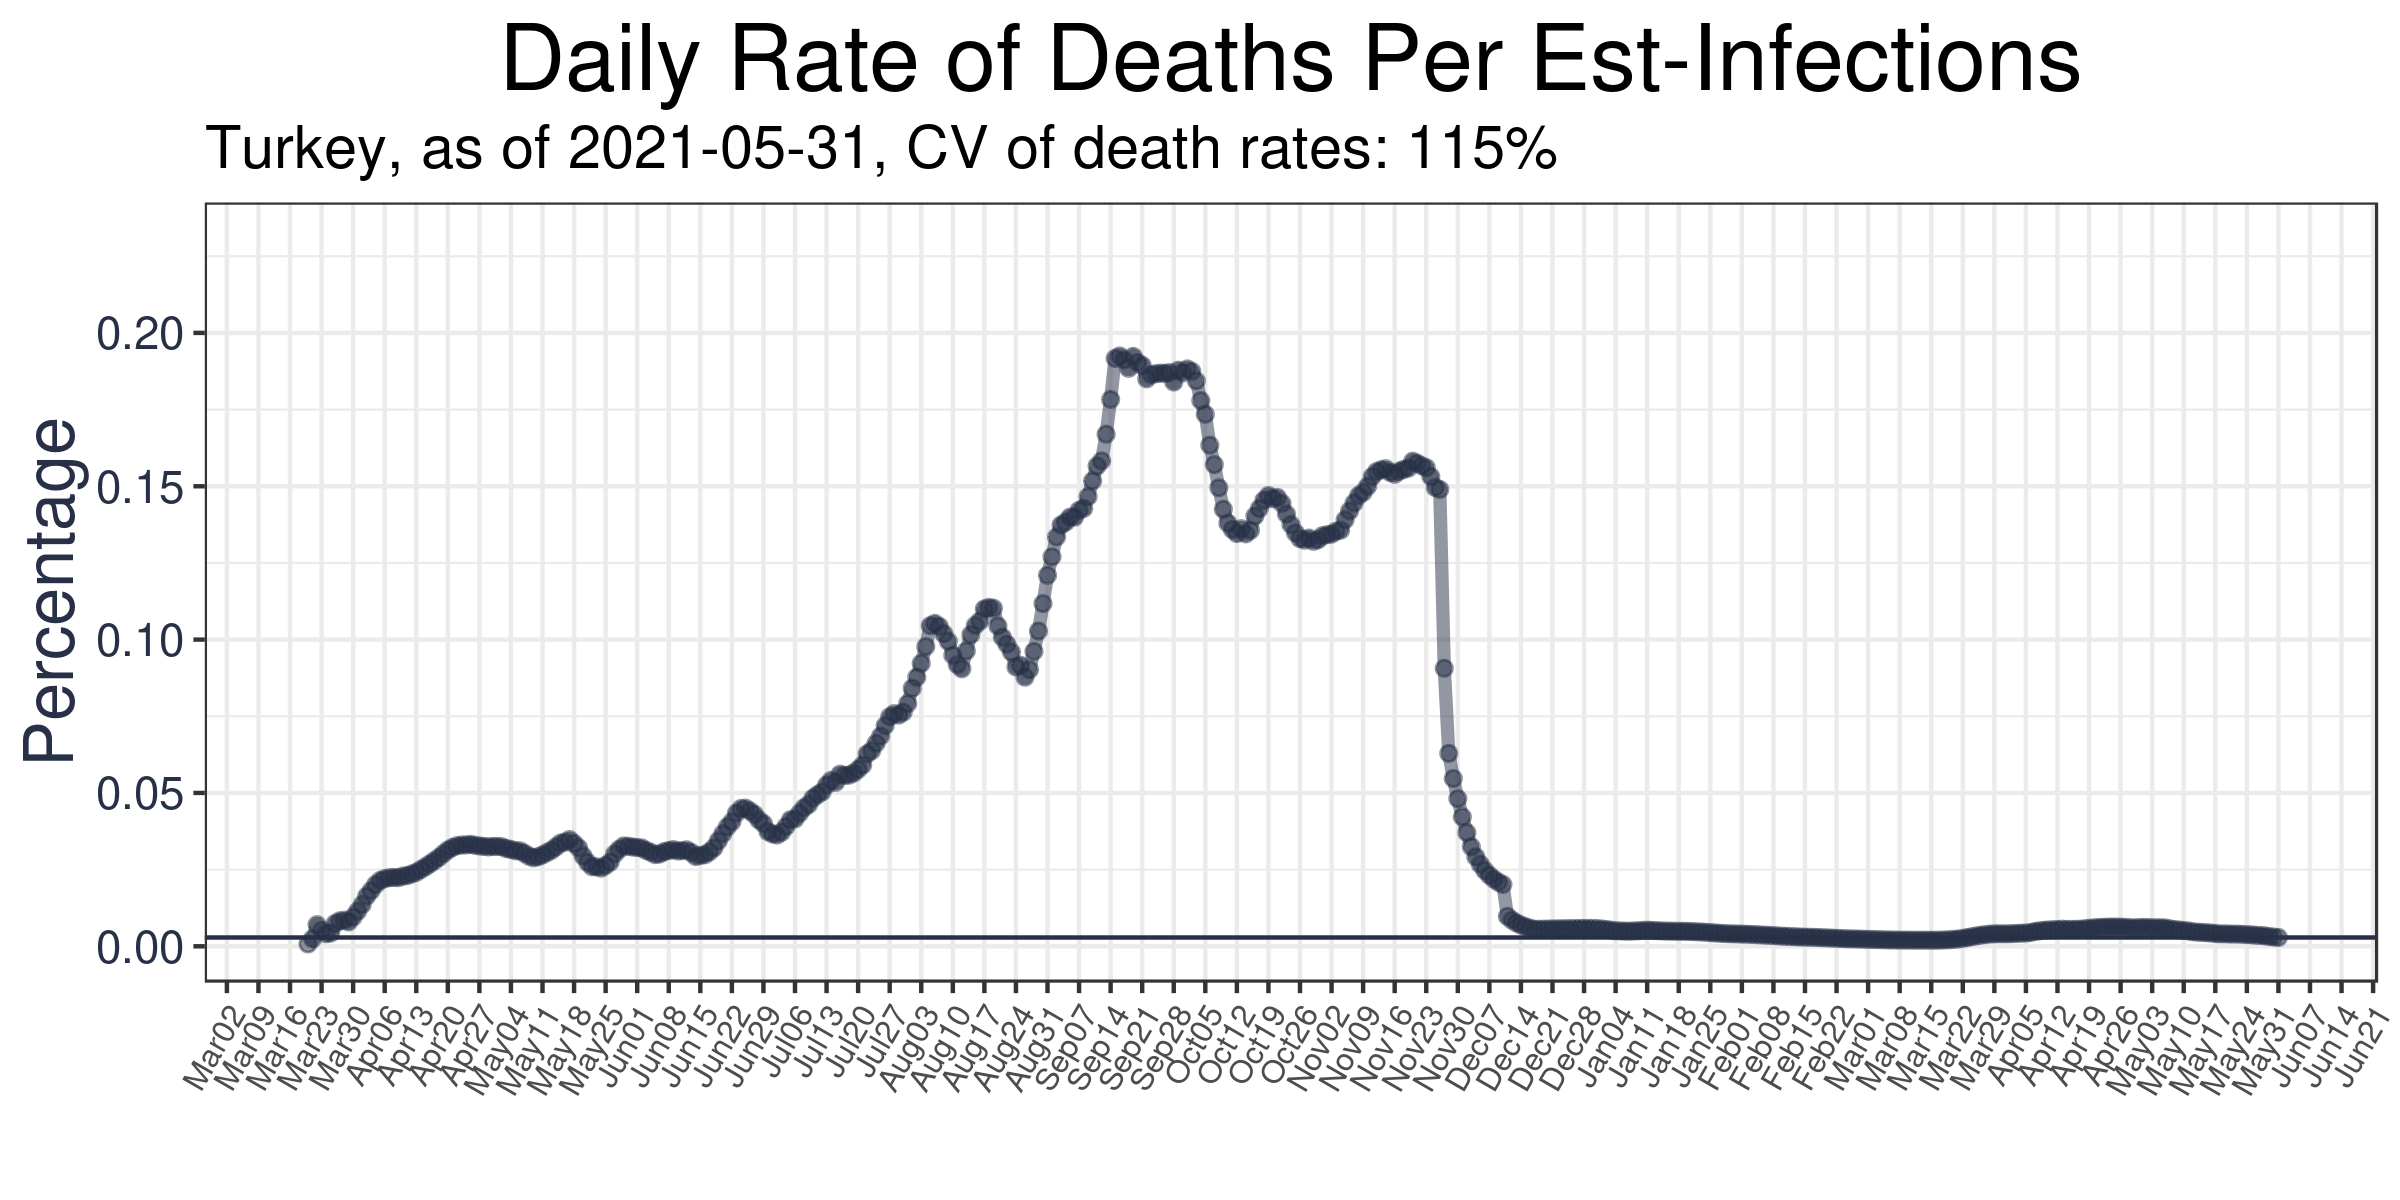 Daily Rate of Deaths Per Est-Infections
Turkey, as of 2021-05-31, CV of death rates: 115%
Percentage
0.20
0.15
0.10
0.05
0.00
Mar02
Mar09
Mar16
Mar23
Mar30
Apr06
Apr13
Apr20
Apr27
May04
May11
May18
May25
Jun01
Jun08
Jun15
Jun22
Jun29
Jul06
Jul13
Jul20
Jul27
Aug03
Aug10
Aug17
Aug24
Aug31
Sep07
Sep14
Sep21
Sep28
Oct05
Oct12
Oct19
Oct26
Nov02
Nov09
Nov16
Nov23
Nov30
Dec07
Dec14
Dec21
Dec28
Jan04
Jan11
Jan18
Jan25
Feb01
Feb08
Feb15
Feb22
Mar01
Mar08
Mar15
Mar22
Mar29
Apr05
Apr12
Apr19
Apr26
May03
May10
May17
May24
May31
Jun07
Jun14
Jun21